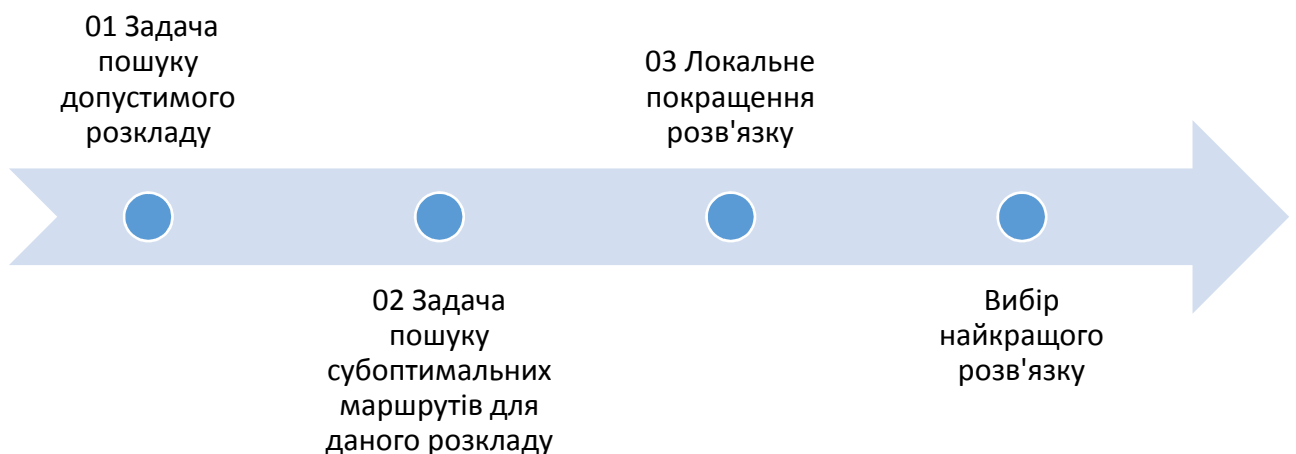 01 Задача
пошуку
допустимого
розкладу
02 Задача
пошуку
субоптимальних
маршрутів для
даного розкладу
03 Локальне
покращення
розв'язку
Вибір
найкращого
розв'язку